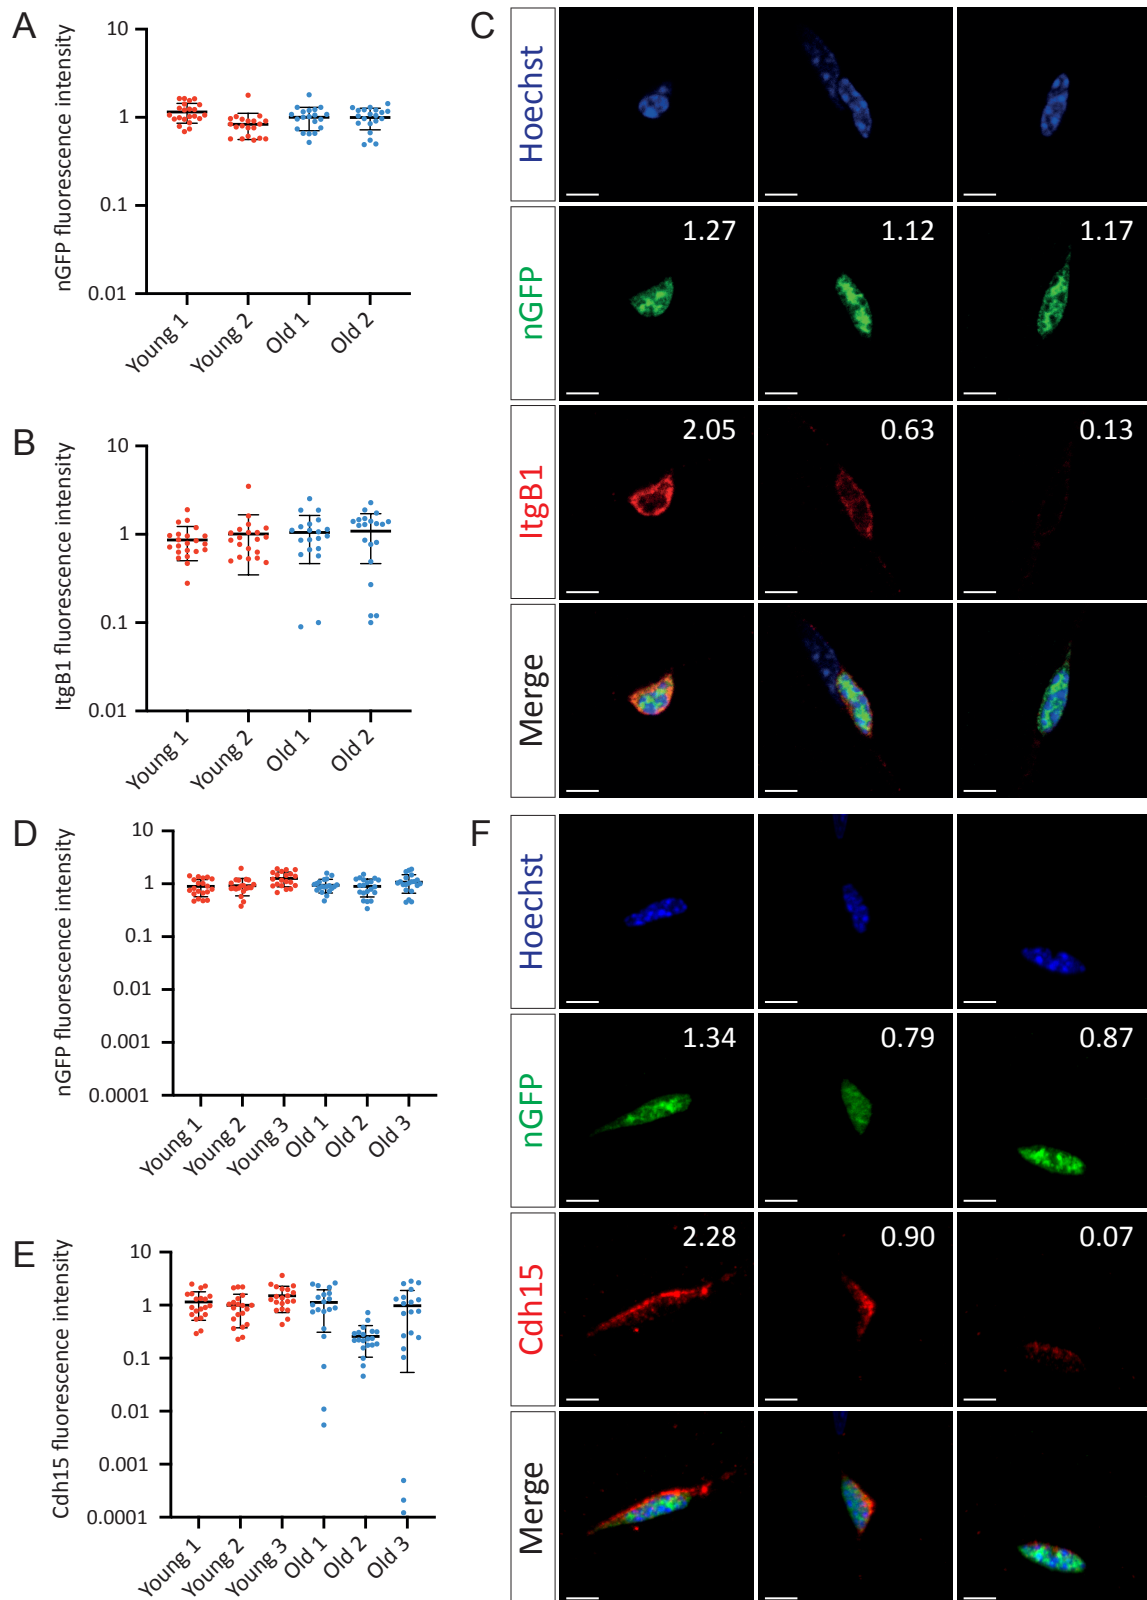 A
nGFP fluorescence intensity
10
1
0.1
0.01
Young 1
Young 2
Old 1
Old 2
B
ItgB1 fluorescence intensity
10
1
0.1
0.01
Young 1
Young 2
Old 1
Old 2
C
Hoechst
nGFP
1.27
1.12
1.17
ItgB1
2.05
0.63
0.13
Merge
D
nGFP fluorescence intensity
10
1
0.1
0.01
0.001
0.0001
Young 1
Young 2
Young 3
Old 1
Old 2
Old 3
E
Cdh15 fluorescence intensity
10
1
0.1
0.01
0.001
0.0001
Young 1
Young 2
Young 3
Old 1
Old 2
Old 3
F
Hoechst
nGFP
1.34
0.79
0.87
Cdh15
2.28
0.90
0.07
Merge